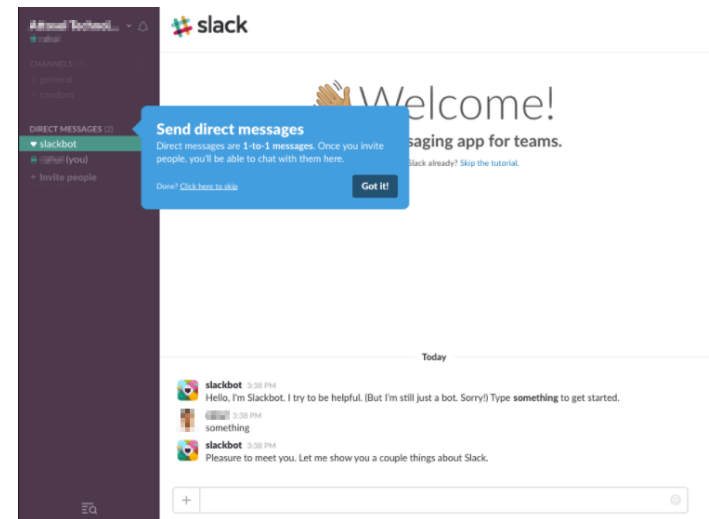 slack
CHANNELS
general
random
DIRECT MESSAGES (2)
♥ slackbot
(you)
+ Invite people
Welcome!
saging app for teams.
Slack already? Skip the tutorial.
Send direct messages
Direct messages are 1-to-1 messages. Once you invite
people, you'll be able to chat with them here.
Done? Click here to skip
Got it!
Today
slackbot 3:38 PM
Hello, I'm Slackbot. I try to be helpful. (But I'm still just a bot. Sorry!) Type something to get started.
3:38 PM
something
slackbot 3:38 PM
Pleasure to meet you. Let me show you a couple things about Slack.
+